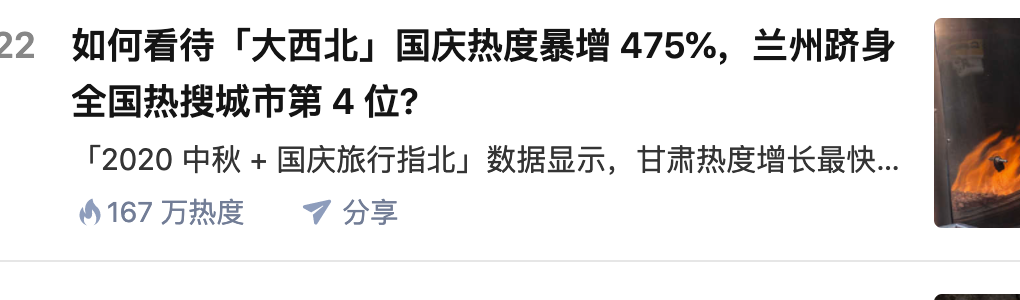 22
如何看待「大西北」国庆热度暴增 475%，兰州跻身
全国热搜城市第 4 位？
「2020 中秋 + 国庆旅行指北」数据显示，甘肃热度增长最快...
167 万热度 分享